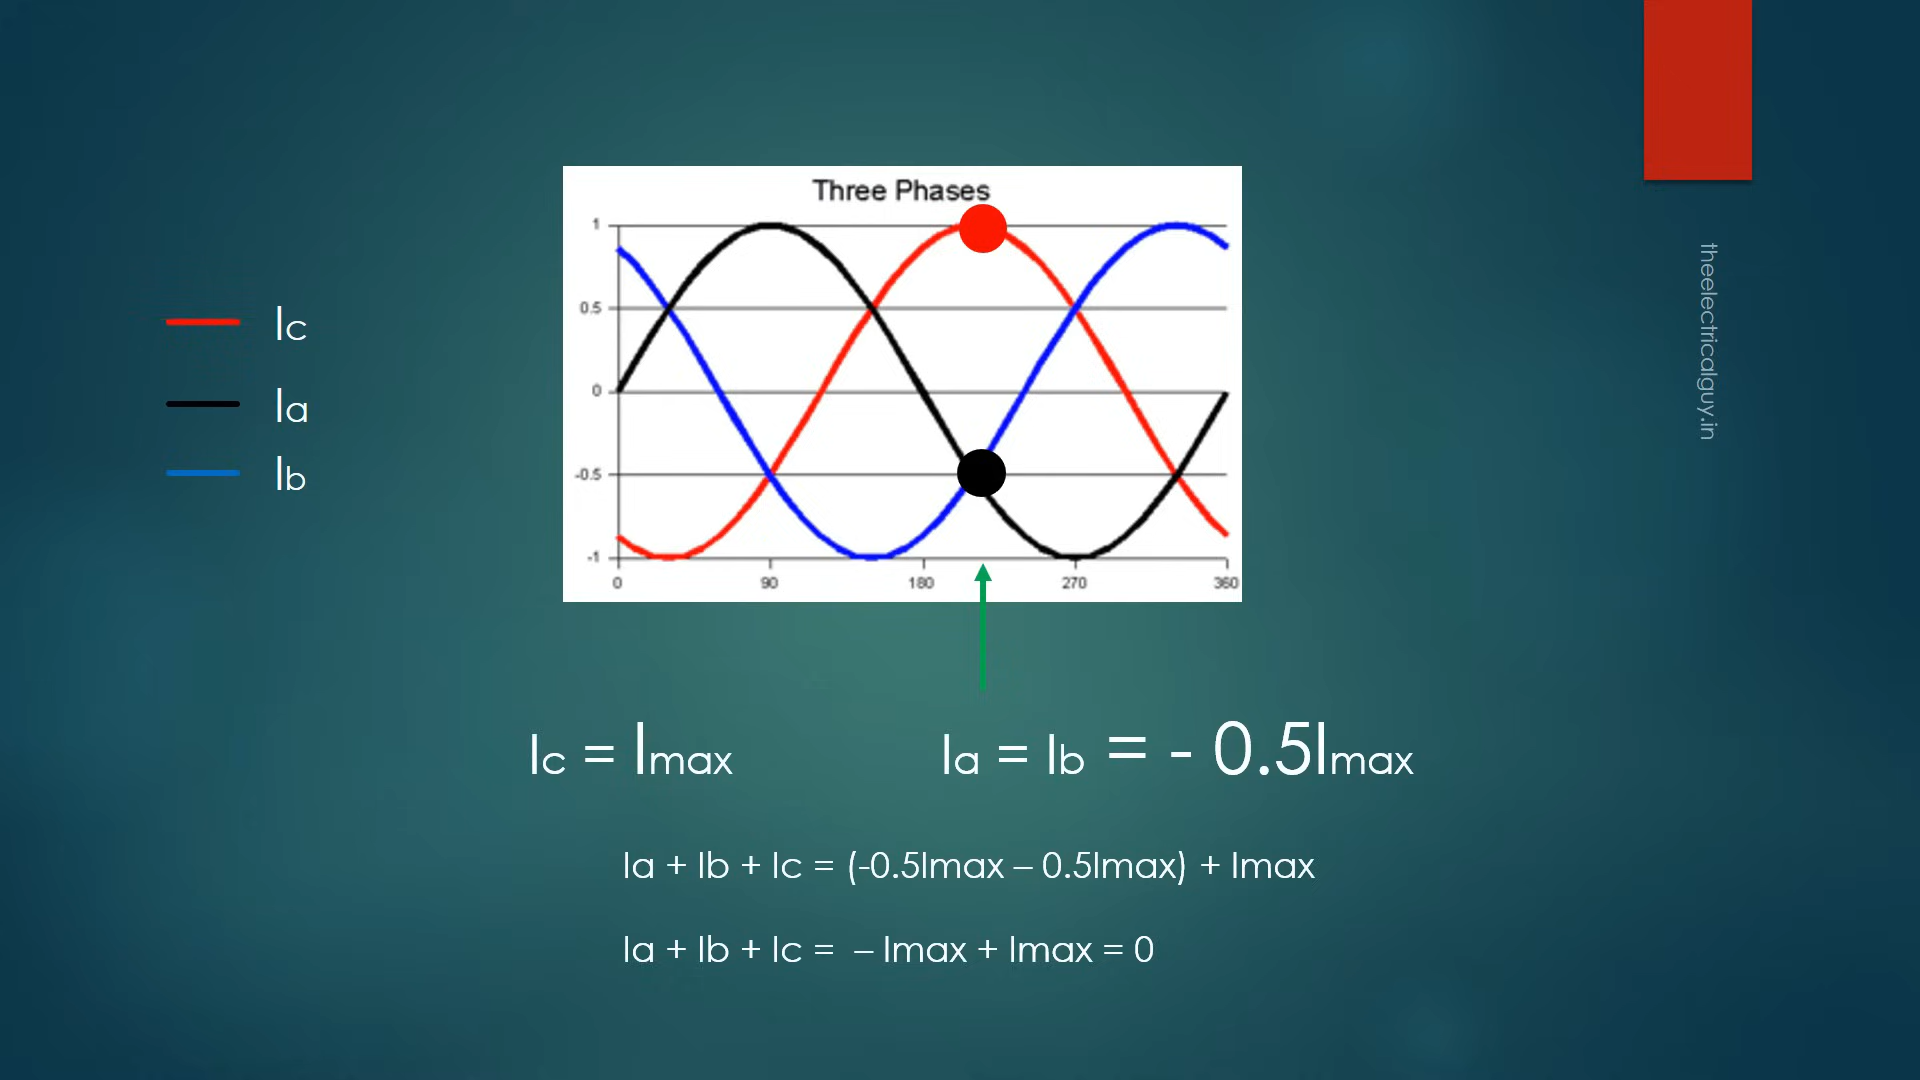 Three Phases
1
0.5
0
-0.5
-1
0 90 180 270 360
Ic
Ia
Ib
theelectricalguy.in
Ic = Imax Ia = Ib = - 0.5Imax
Ia + Ib + Ic = (-0.5Imax – 0.5Imax) + Imax
Ia + Ib + Ic = – Imax + Imax = 0